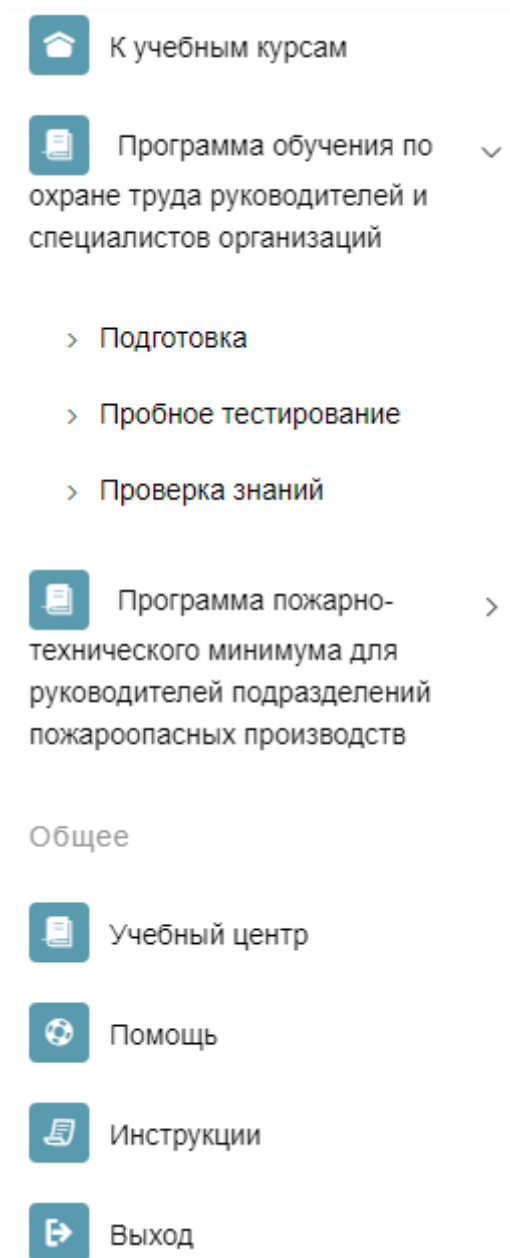 К учебным курсам
Программа обучения по
охране труда руководителей и
специалистов организаций
Подготовка
Пробное тестирование
Проверка знаний
Программа пожарно-
технического минимума для
руководителей подразделений
пожароопасных производств
Общее
Учебный центр
Помощь
Инструкции
Выход